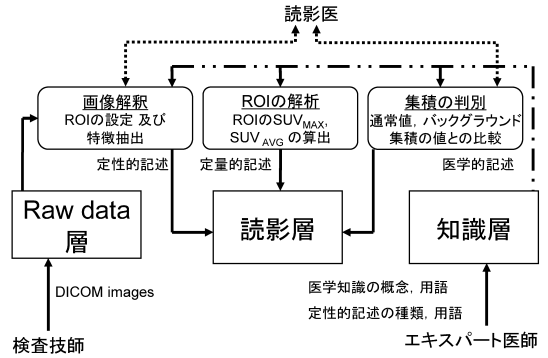 読影医
画像解釈
ROIの設定 及び
特徴抽出
ROIの解析
ROIのSUVMAX,
SUV AVG の算出
集積の判別
通常値, バックグラウンド
集積の値との比較
定性的記述
定量的記述
医学的記述
Raw data
層
読影層
知識層
DICOM images
医学知識の概念, 用語
定性的記述の種類, 用語
検査技師
エキスパート医師